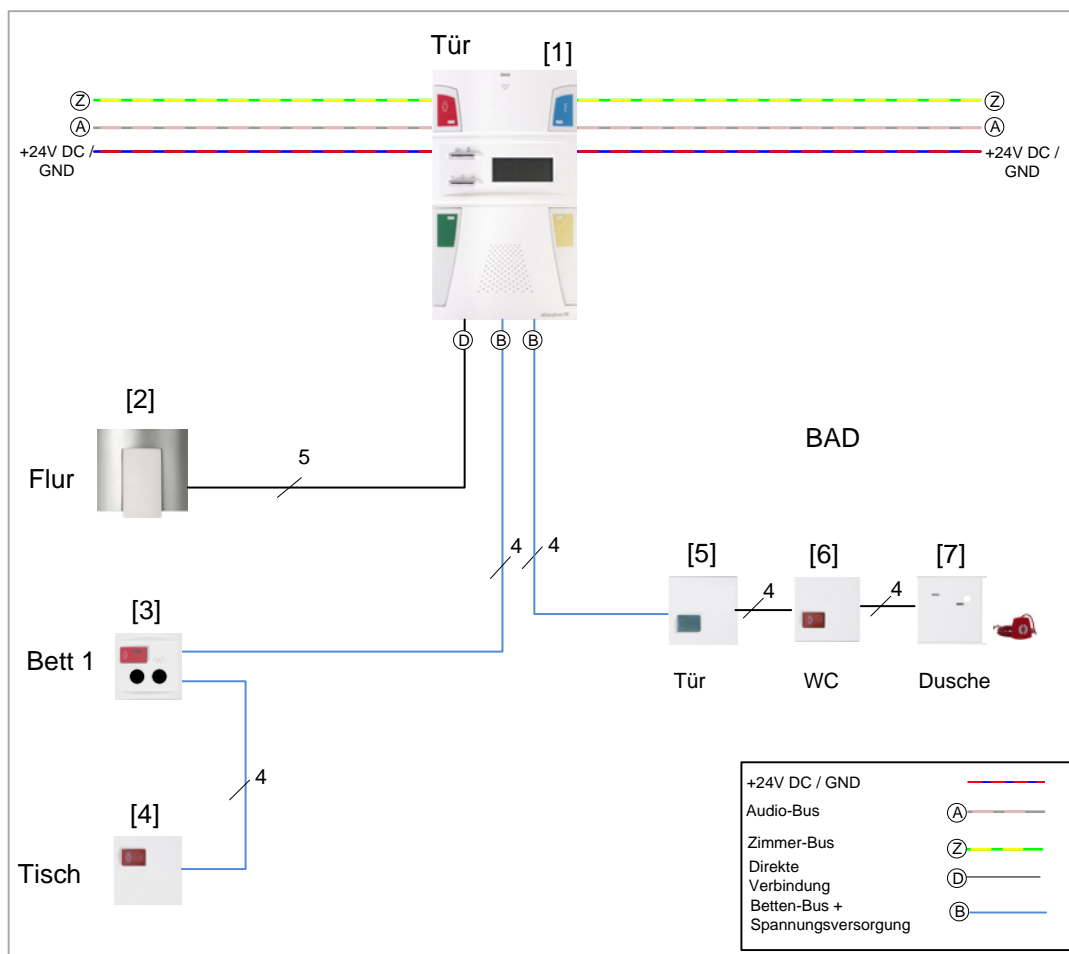 Tür [1]
Z Z
A A
+24V DC /
GND
+24V DC /
GND
D B B
[2]
Flur
5
BAD
4 4
[3]
Bett 1
[5] [6] [7]
4 4
Tür WC Dusche
4
[4]
Tisch
+24V DC / GND
Audio-Bus A
Zimmer-Bus Z
Direkte
Verbindung D
Betten-Bus +
Spannungsversorgung B